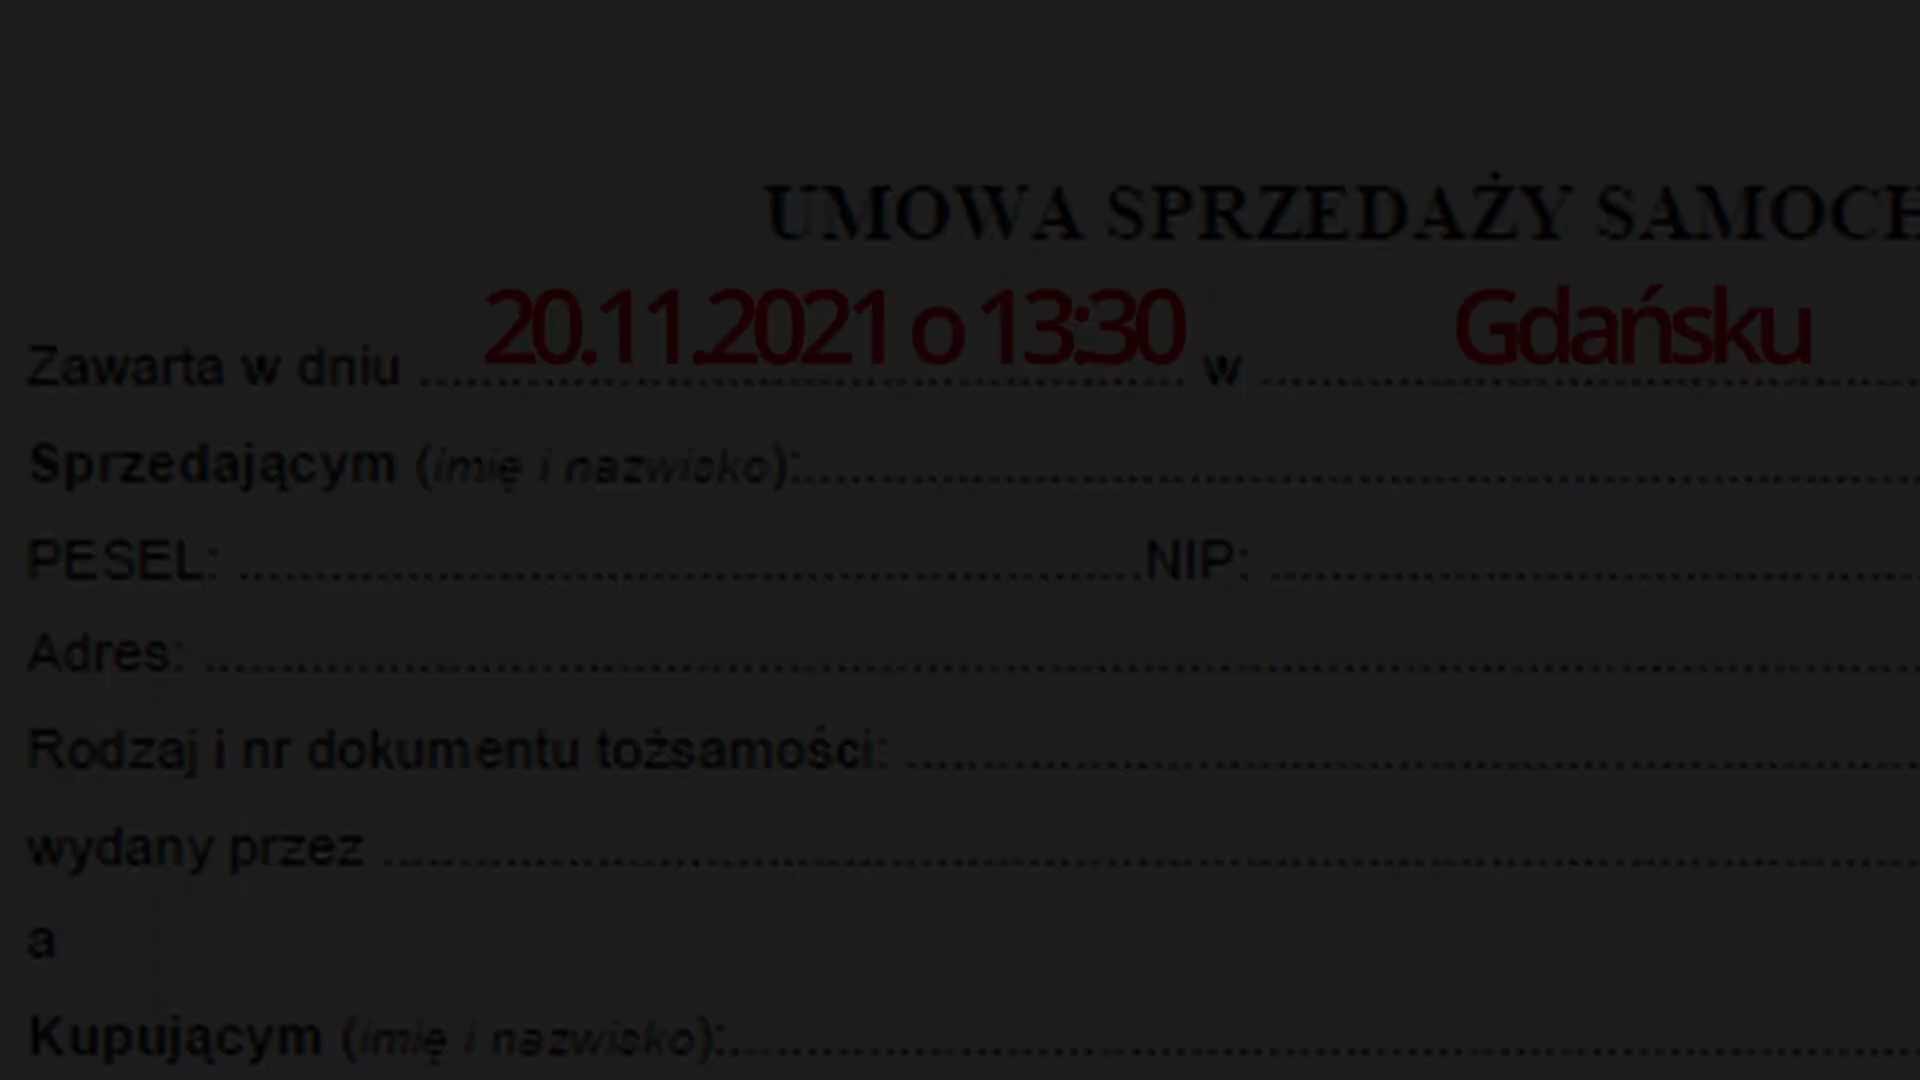 UMOWA SPRZEDAŻY SAMOCH
Zawarta w dniu 20.11.2021 o 13:30 w Gdańsku
Sprzedającym (imię i nazwisko):
PESEL: NIP:
Adres:
Rodzaj i nr dokumentu tożsamości:
wydany przez
a
Kupującym (imię i nazwisko):